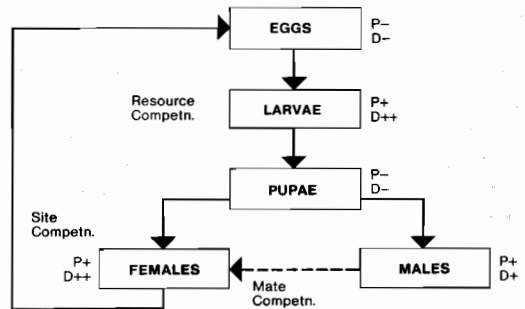 EGGS
P–
D–
Resource
Competn.
LARVAE
P+
D++
PUPAE
P–
D–
Site
Competn.
P+
D++
FEMALES
Mate
Competn.
MALES
P+
D+